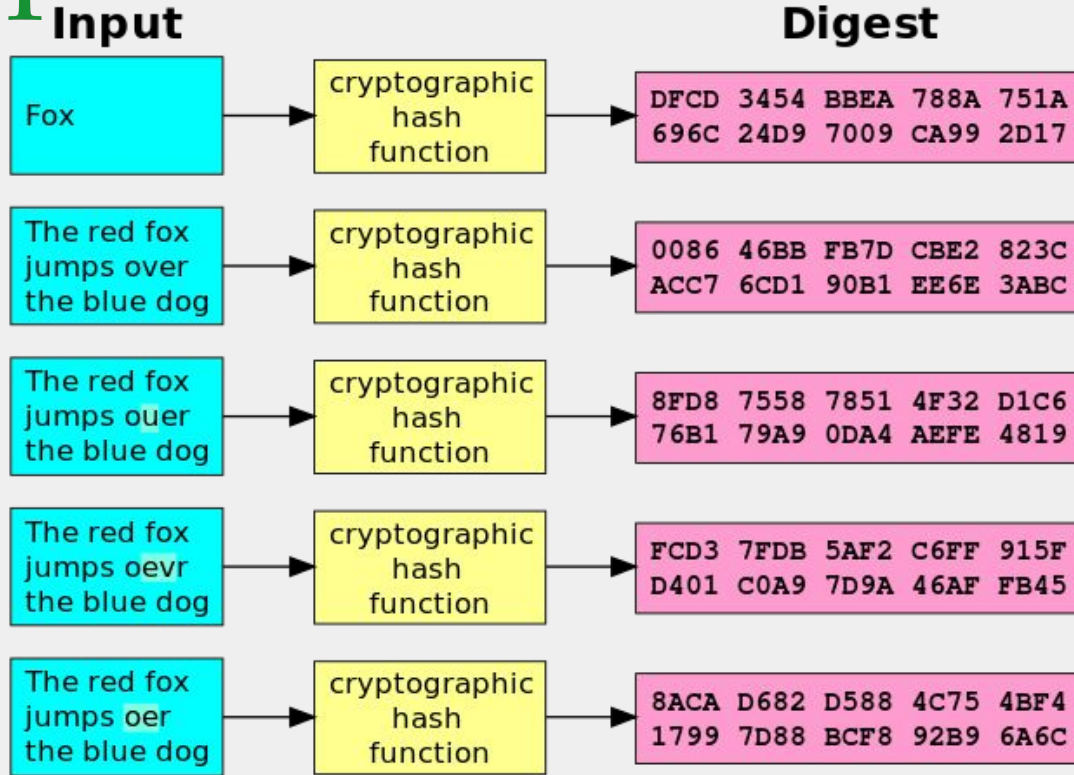 Input
Digest
Fox
cryptographic
hash
function
DFCD 3454 BBEA 788A 751A
696C 24D9 7009 CA99 2D17
The red fox
jumps over
the blue dog
cryptographic
hash
function
0086 46BB FB7D CBE2 823C
ACC7 6CD1 90B1 EE6E 3ABC
The red fox
jumps ouer
the blue dog
cryptographic
hash
function
8FD8 7558 7851 4F32 D1C6
76B1 79A9 0DA4 AEFE 4819
The red fox
jumps oevr
the blue dog
cryptographic
hash
function
FCD3 7FDB 5AF2 C6FF 915F
D401 C0A9 7D9A 46AF FB45
The red fox
jumps oer
the blue dog
cryptographic
hash
function
8ACA D682 D588 4C75 4BF4
1799 7D88 BCF8 92B9 6A6C